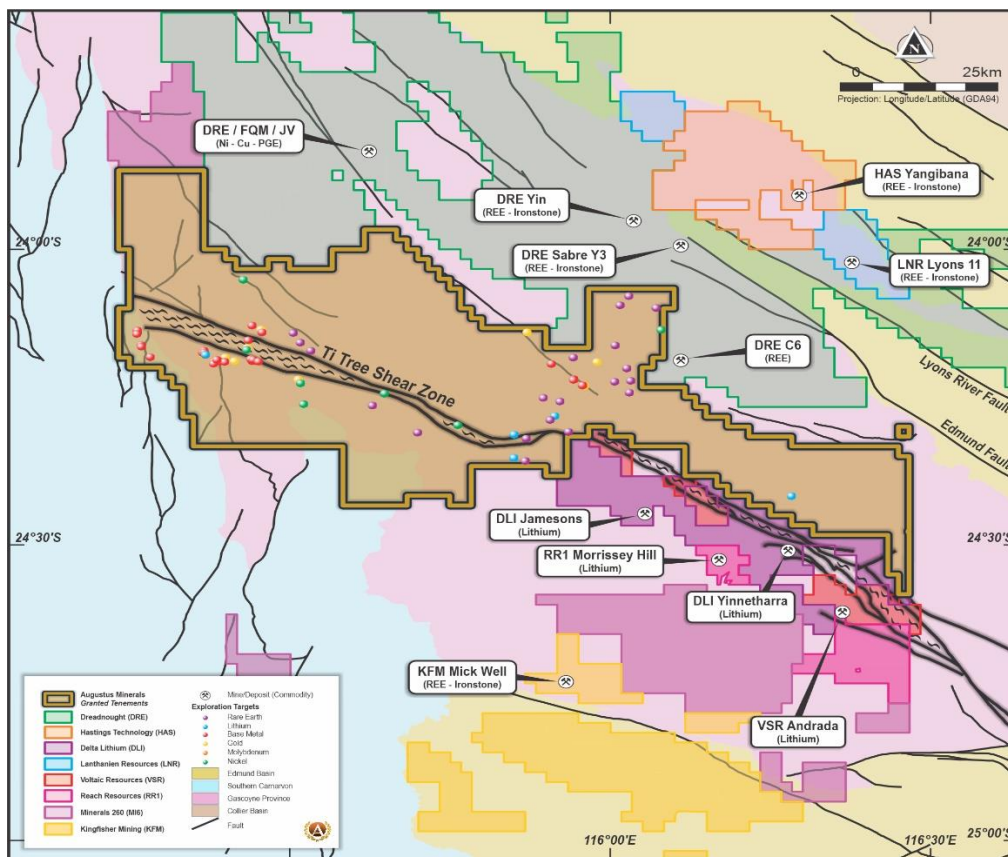 N
0 25km
Projection: Longitude/Latitude (GDA94)
DRE / FQM / JV
(Ni - Cu - PGE)
HAS Yangibana
(REE - Ironstone)
DRE Yin
(REE - Ironstone)
24°00'S
DRE Sabre Y3
(REE - Ironstone)
24°00'S
LNR Lyons 11
(REE - Ironstone)
DRE C6
(REE)
Ti Tree Shear Zone
Lyons River Fault
Edmund Fault
DLI Jamesons
(Lithium)
24°30'S
RR1 Morrissey Hill
(Lithium)
24°30'S
DLI Yinnetharra
(Lithium)
KFM Mick Well
(REE - Ironstone)
VSR Andrada
(Lithium)
Augustus Minerals
Granted Tenements
Dreadnought (DRE)
Hastings Technology (HAS)
Delta Lithium (DLI)
Lanthanien Resources (LNR)
Voltaic Resources (VSR)
Reach Resources (RR1)
Minerals 260 (MI6)
Kingfisher Mining (KFM)
Mine/Deposit (Commodity)
Exploration Targets
Rare Earth
Lithium
Base Metal
Gold
Molybdenum
Nickel
Edmund Basin
Southern Carnarvon
Gascoyne Province
Collier Basin
Fault
116°00'E
116°30'E
25°00'S